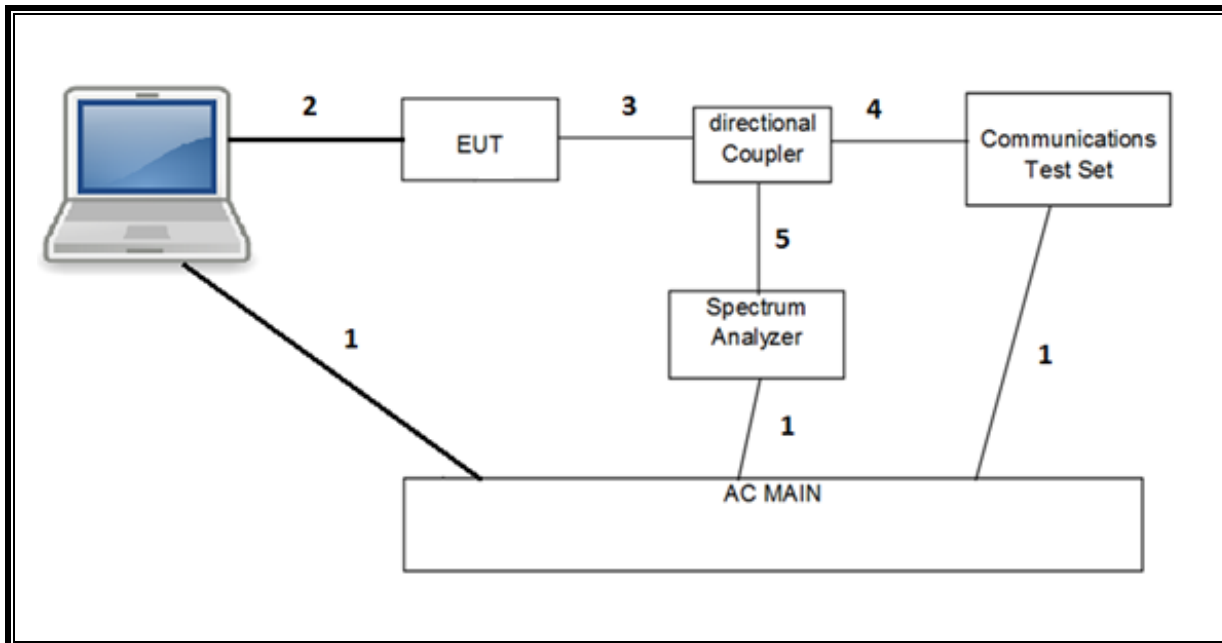 2
EUT
3
directional
Coupler
4
Communications
Test Set
5
Spectrum
Analyzer
1
1
1
AC MAIN